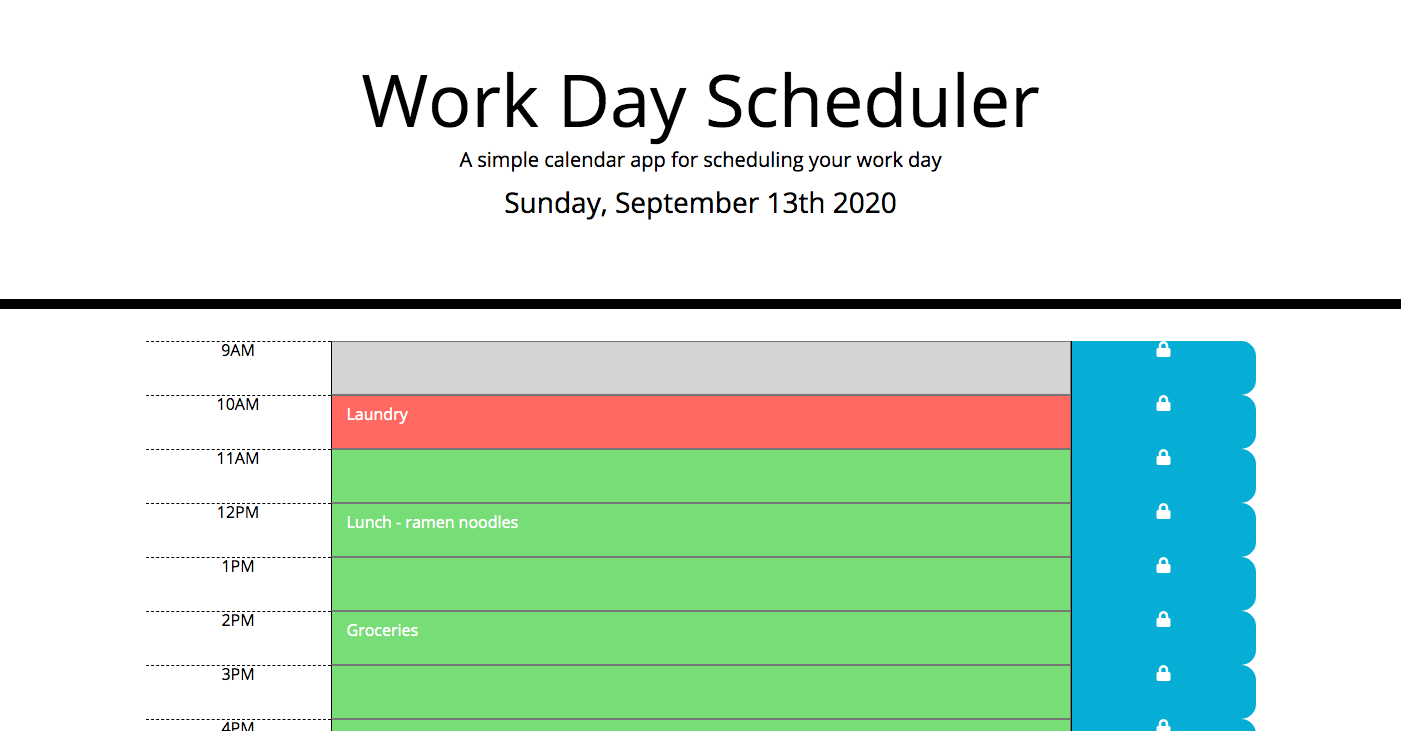 Work Day Scheduler
A simple calendar app for scheduling your work day
Sunday, September 13th 2020
9AM
10AM
Laundry
11AM
12PM
Lunch - ramen noodles
1PM
2PM
Groceries
3PM
4PM